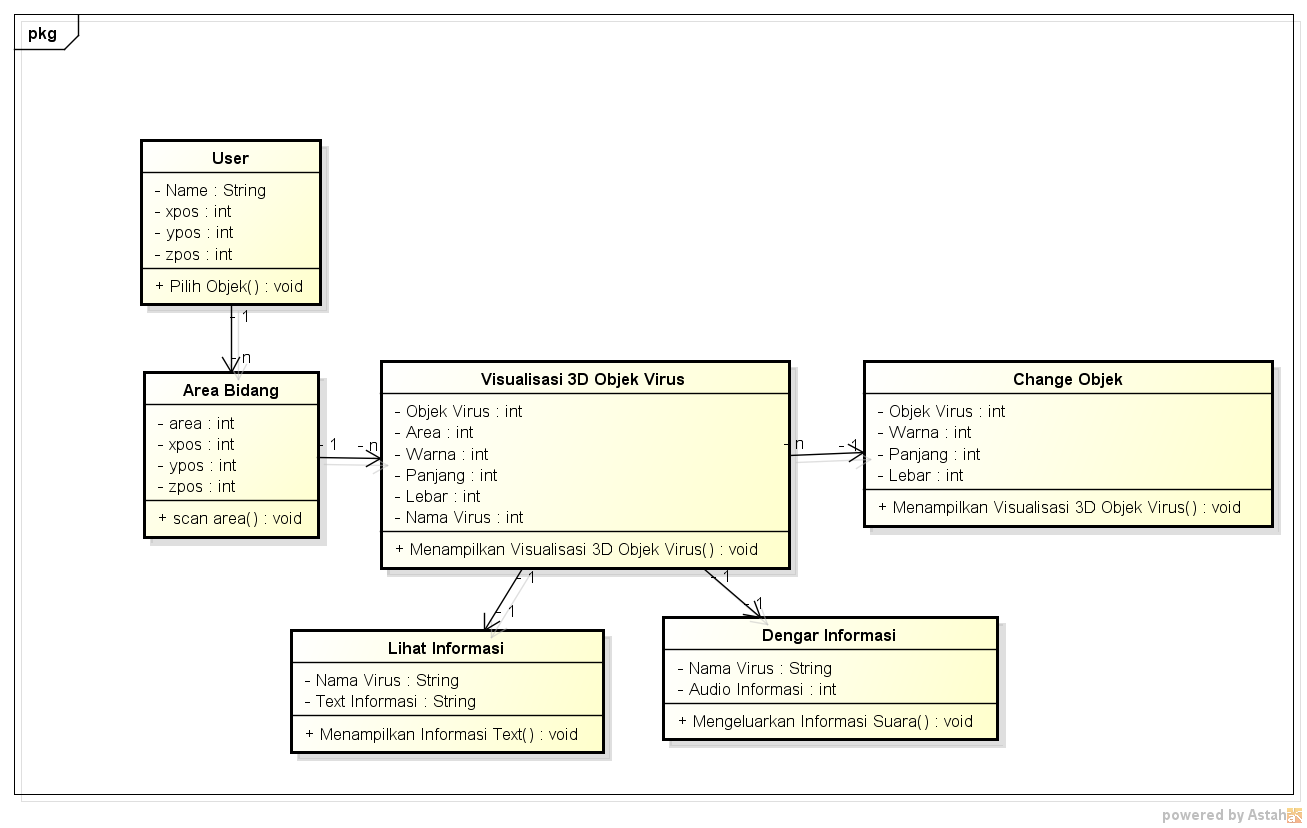 pkg
User
- Name : String
- xpos : int
- ypos : int
- zpos : int
+ Pilih Objek() : void
- 1
- n
Area Bidang
- area : int
- xpos : int
- ypos : int
- zpos : int
+ scan area() : void
- 1
- n
Visualisasi 3D Objek Virus
- Objek Virus : int
- Area : int
- Warna : int
- Panjang : int
- Lebar : int
- Nama Virus : int
+ Menampilkan Visualisasi 3D Objek Virus() : void
- n
- 1
Change Objek
- Objek Virus : int
- Warna : int
- Panjang : int
- Lebar : int
+ Menampilkan Visualisasi 3D Objek Virus() : void
- 1
- 1
Lihat Informasi
- Nama Virus : String
- Text Informasi : String
+ Menampilkan Informasi Text() : void
- 1
- 1
Dengar Informasi
- Nama Virus : String
- Audio Informasi : int
+ Mengeluarkan Informasi Suara() : void
powered by Astah